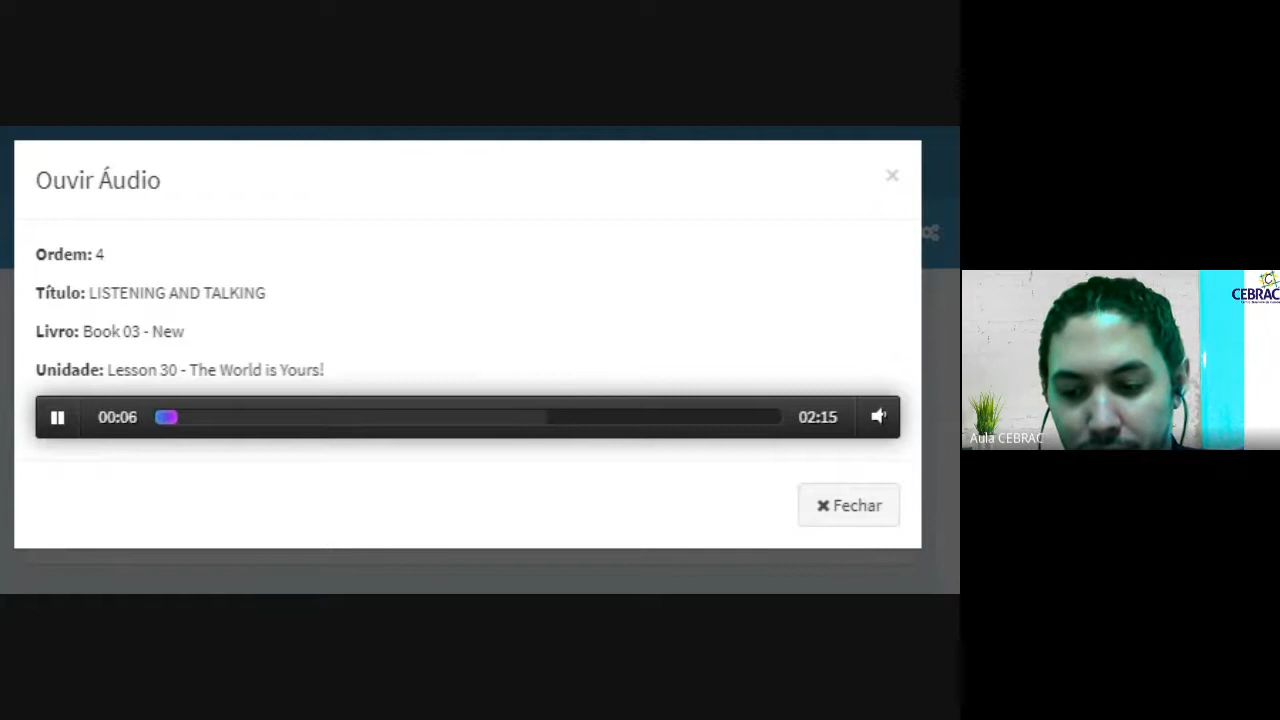 Ouvir Áudio
×
Ordem: 4
Título: LISTENING AND TALKING
Livro: Book 03 - New
Unidade: Lesson 30 - The World is Yours!
00:06 02:15
Fechar
CEBRAC
Aula CEBRAC